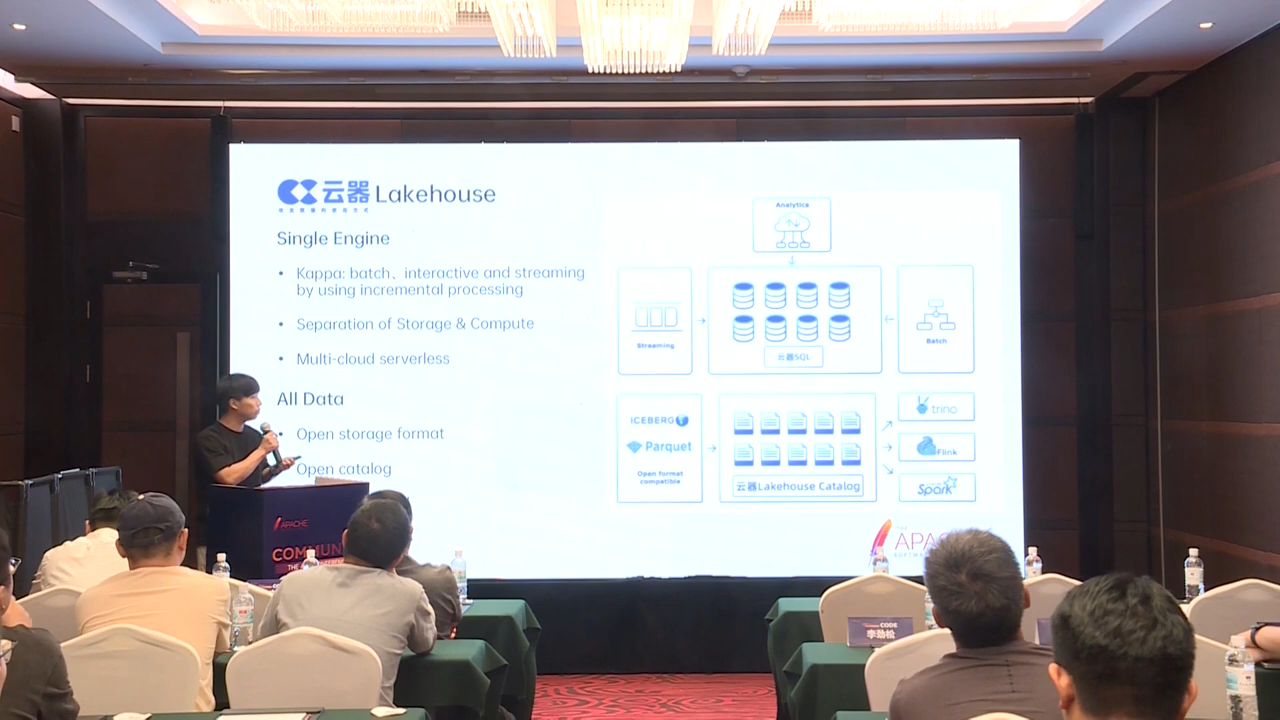 云器 Lakehouse
Single Engine
• Kappa: batch、interactive and streaming
by using incremental processing
• Separation of Storage & Compute
• Multi-cloud serverless
All Data
• Open storage format
Open catalog
Analytics
Streaming
云器SQL
Batch
ICEBERG
Parquet
Open format
compatible
云器Lakehouse Catalog
trino
Flink
Spark
THE
APACHE
COMMUN
THE
CODE
李劲松